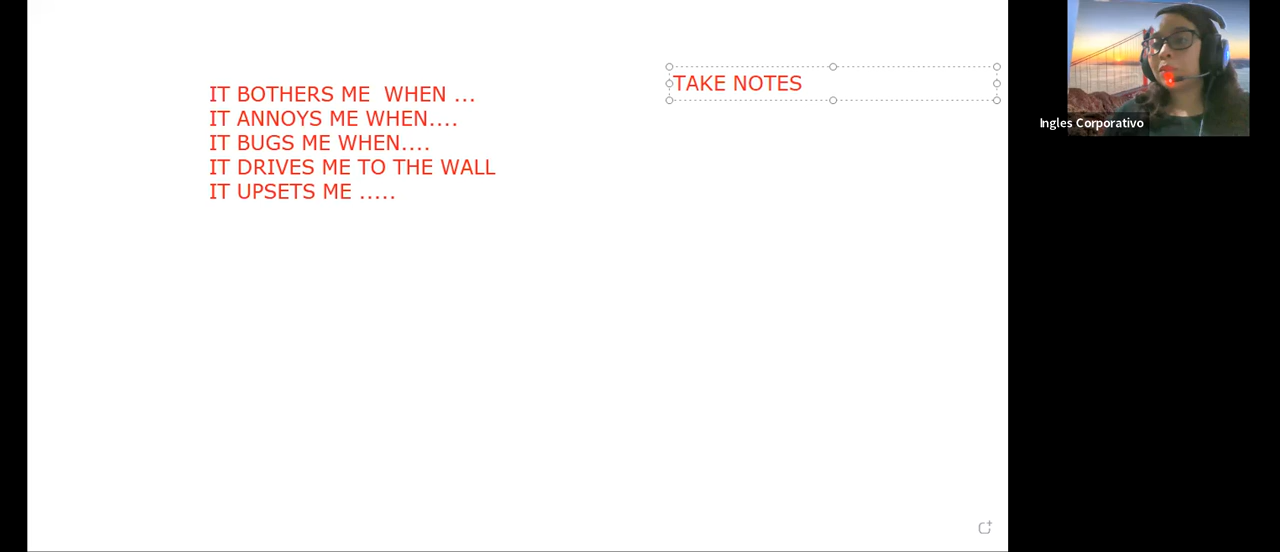 IT BOTHERS ME  WHEN ...
IT ANNOYS ME WHEN....
IT BUGS ME WHEN....
IT DRIVES ME TO THE WALL
IT UPSETS ME .....
TAKE NOTES
Ingles Corporativo